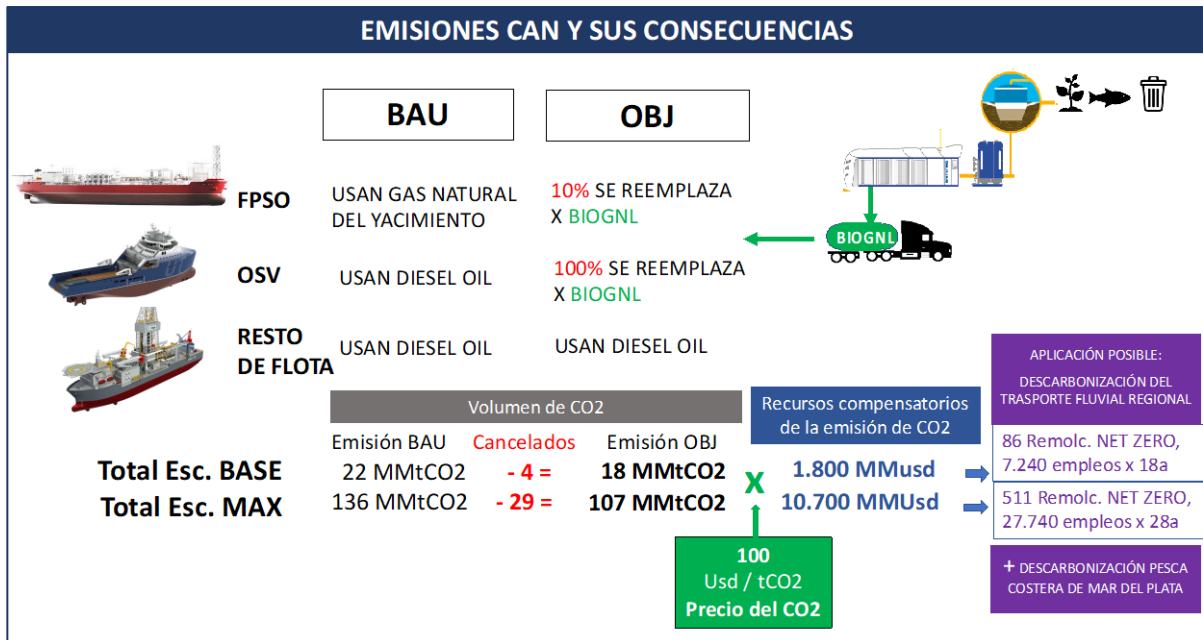 EMISIONES CAN Y SUS CONSECUENCIAS
BAU
OBJ
FPSO
USAN GAS NATURAL
DEL YACIMIENTO
10% SE REEMPLAZA
X BIOGNL
BIOGNL
OSV
USAN DIESEL OIL
100% SE REEMPLAZA
X BIOGNL
RESTO
DE FLOTA
USAN DIESEL OIL
USAN DIESEL OIL
APLICACIÓN POSIBLE:
DESCARBONIZACIÓN DEL
TRASPORTE FLUVIAL REGIONAL
Volumen de CO2
Recursos compensatorios
de la emisión de CO2
Emisión BAU
Cancelados
Emisión OBJ
Total Esc. BASE
22 MMtCO2
- 4 =
18 MMtCO2
X
1.800 MMusd
86 Remolc. NET ZERO,
7.240 empleos x 18a
Total Esc. MAX
136 MMtCO2
- 29 =
107 MMtCO2
10.700 MMUsd
511 Remolc. NET ZERO,
27.740 empleos x 28a
100
Usd / tCO2
Precio del CO2
+ DESCARBONIZACIÓN PESCA
COSTERA DE MAR DEL PLATA